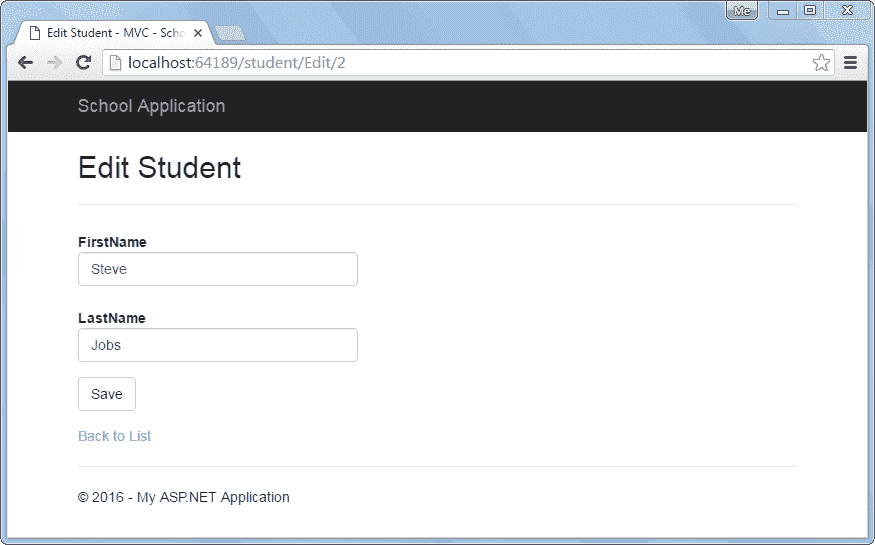 Me
Edit Student - MVC - Scho
localhost:64189/student/Edit/2
School Application
Edit Student
FirstName
Steve
LastName
Jobs
Save
Back to List
© 2016 - My ASP.NET Application